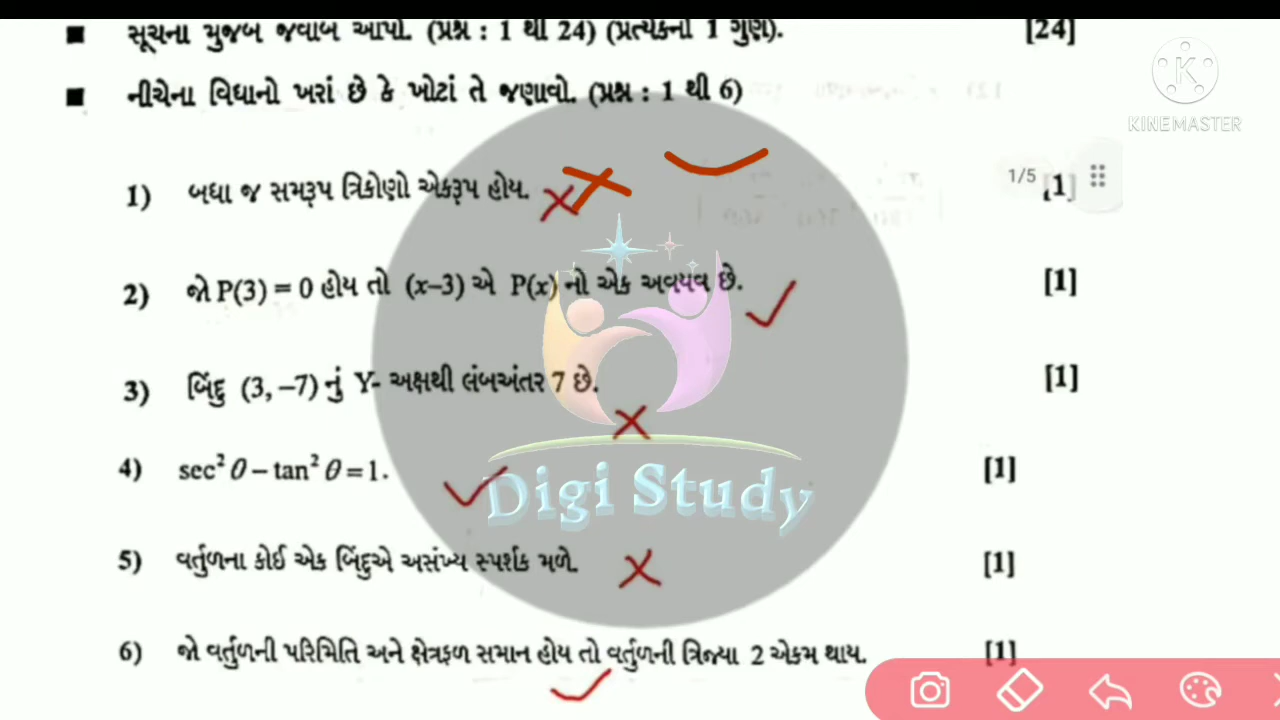 ■ સૂચના મુજબ જવાબ આપો. (પ્રશ્ન : 1 થી 24) (પ્રત્યેકનો 1 ગુણ). [24]
■ નીચેના વિધાનો ખરાં છે કે ખોટાં તે જણાવો. (પ્રશ્ન : 1 થી 6)
KINEMASTER
1) બધા જ સમરૂપ ત્રિકોણો એકરૂપ હોય. 1/5 [1]
2) જો P(3) = 0 હોય તો (x–3) એ P(x) નો એક અવયવ છે. [1]
3) બિંદુ (3, –7) નું Y- અક્ષથી લંબઅંતર 7 છે. [1]
4) sec² θ – tan² θ = 1. [1]
Digi Study
5) વર્તુળના કોઈ એક બિંદુએ અસંખ્ય સ્પર્શક મળે. [1]
6) જો વર્તુળની પરિમિતિ અને ક્ષેત્રફળ સમાન હોય તો વર્તુળની ત્રિજ્યા 2 એકમ થાય. [1]